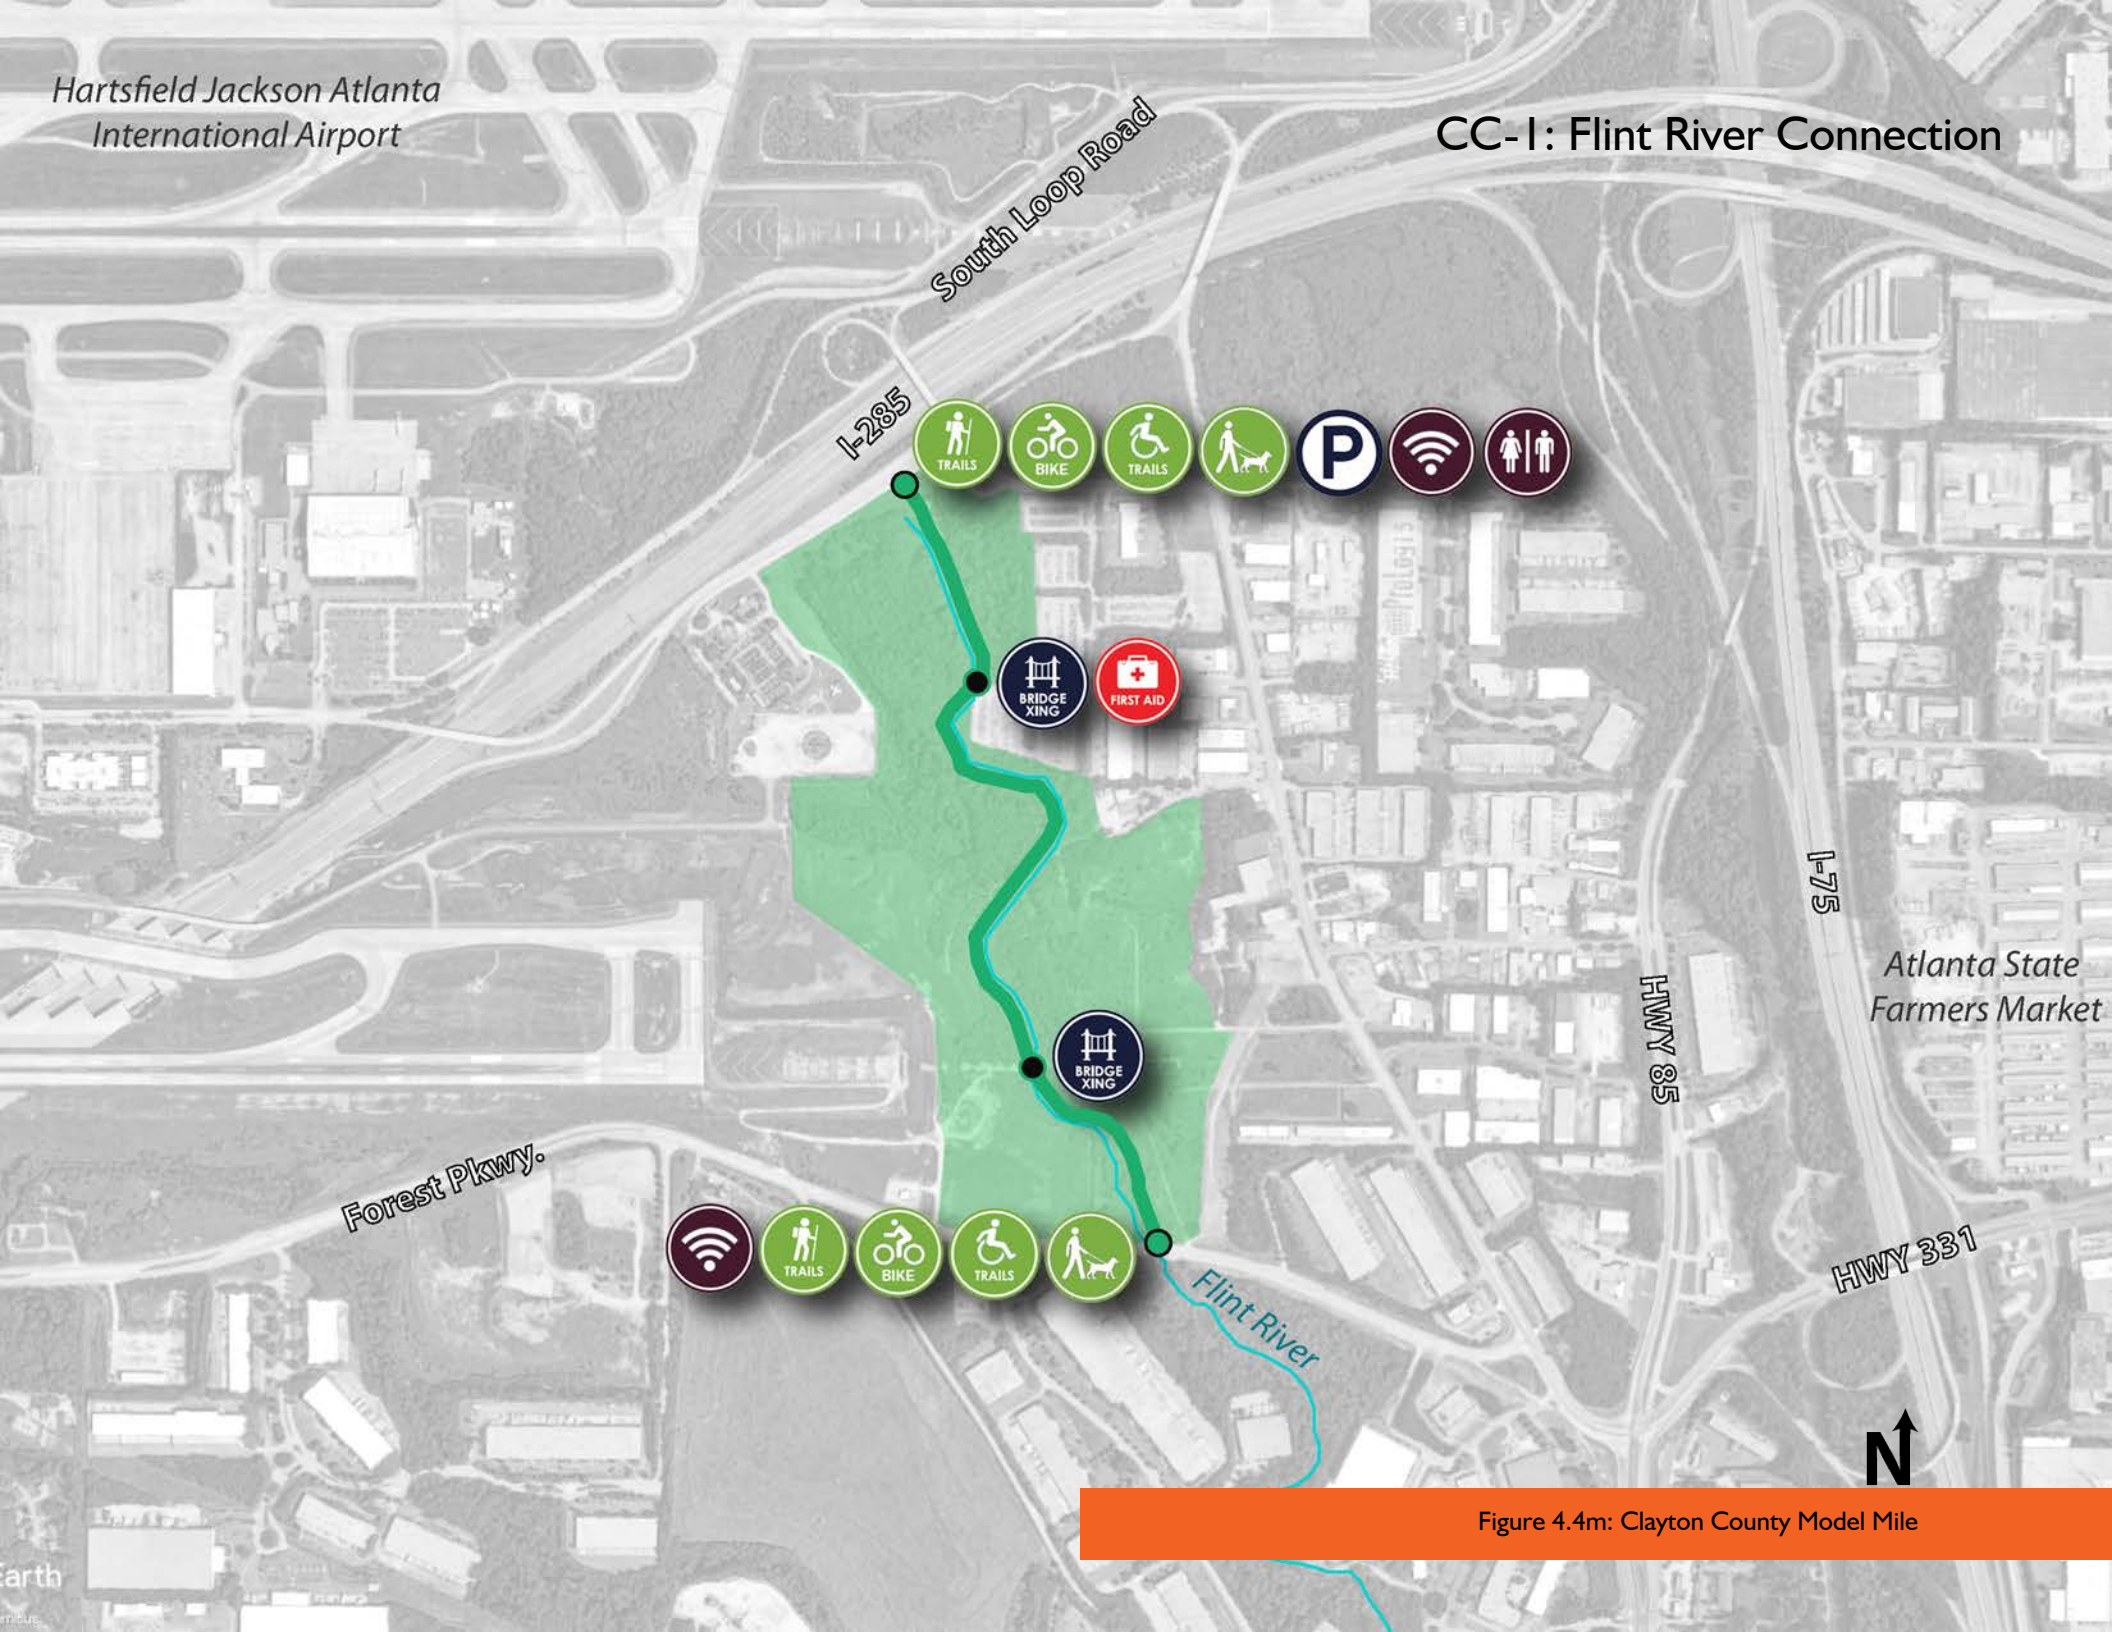 Hartsfield Jackson Atlanta
International Airport
CC-1: Flint River Connection
South Loop Road
I-285
TRAILS
BIKE
TRAILS
P
BRIDGE
XING
FIRST AID
I-75
Atlanta State
Farmers Market
HWY 85
BRIDGE
XING
Forest Pkwy.
TRAILS
BIKE
TRAILS
HWY 331
Flint River
N
Figure 4.4m: Clayton County Model Mile
Earth